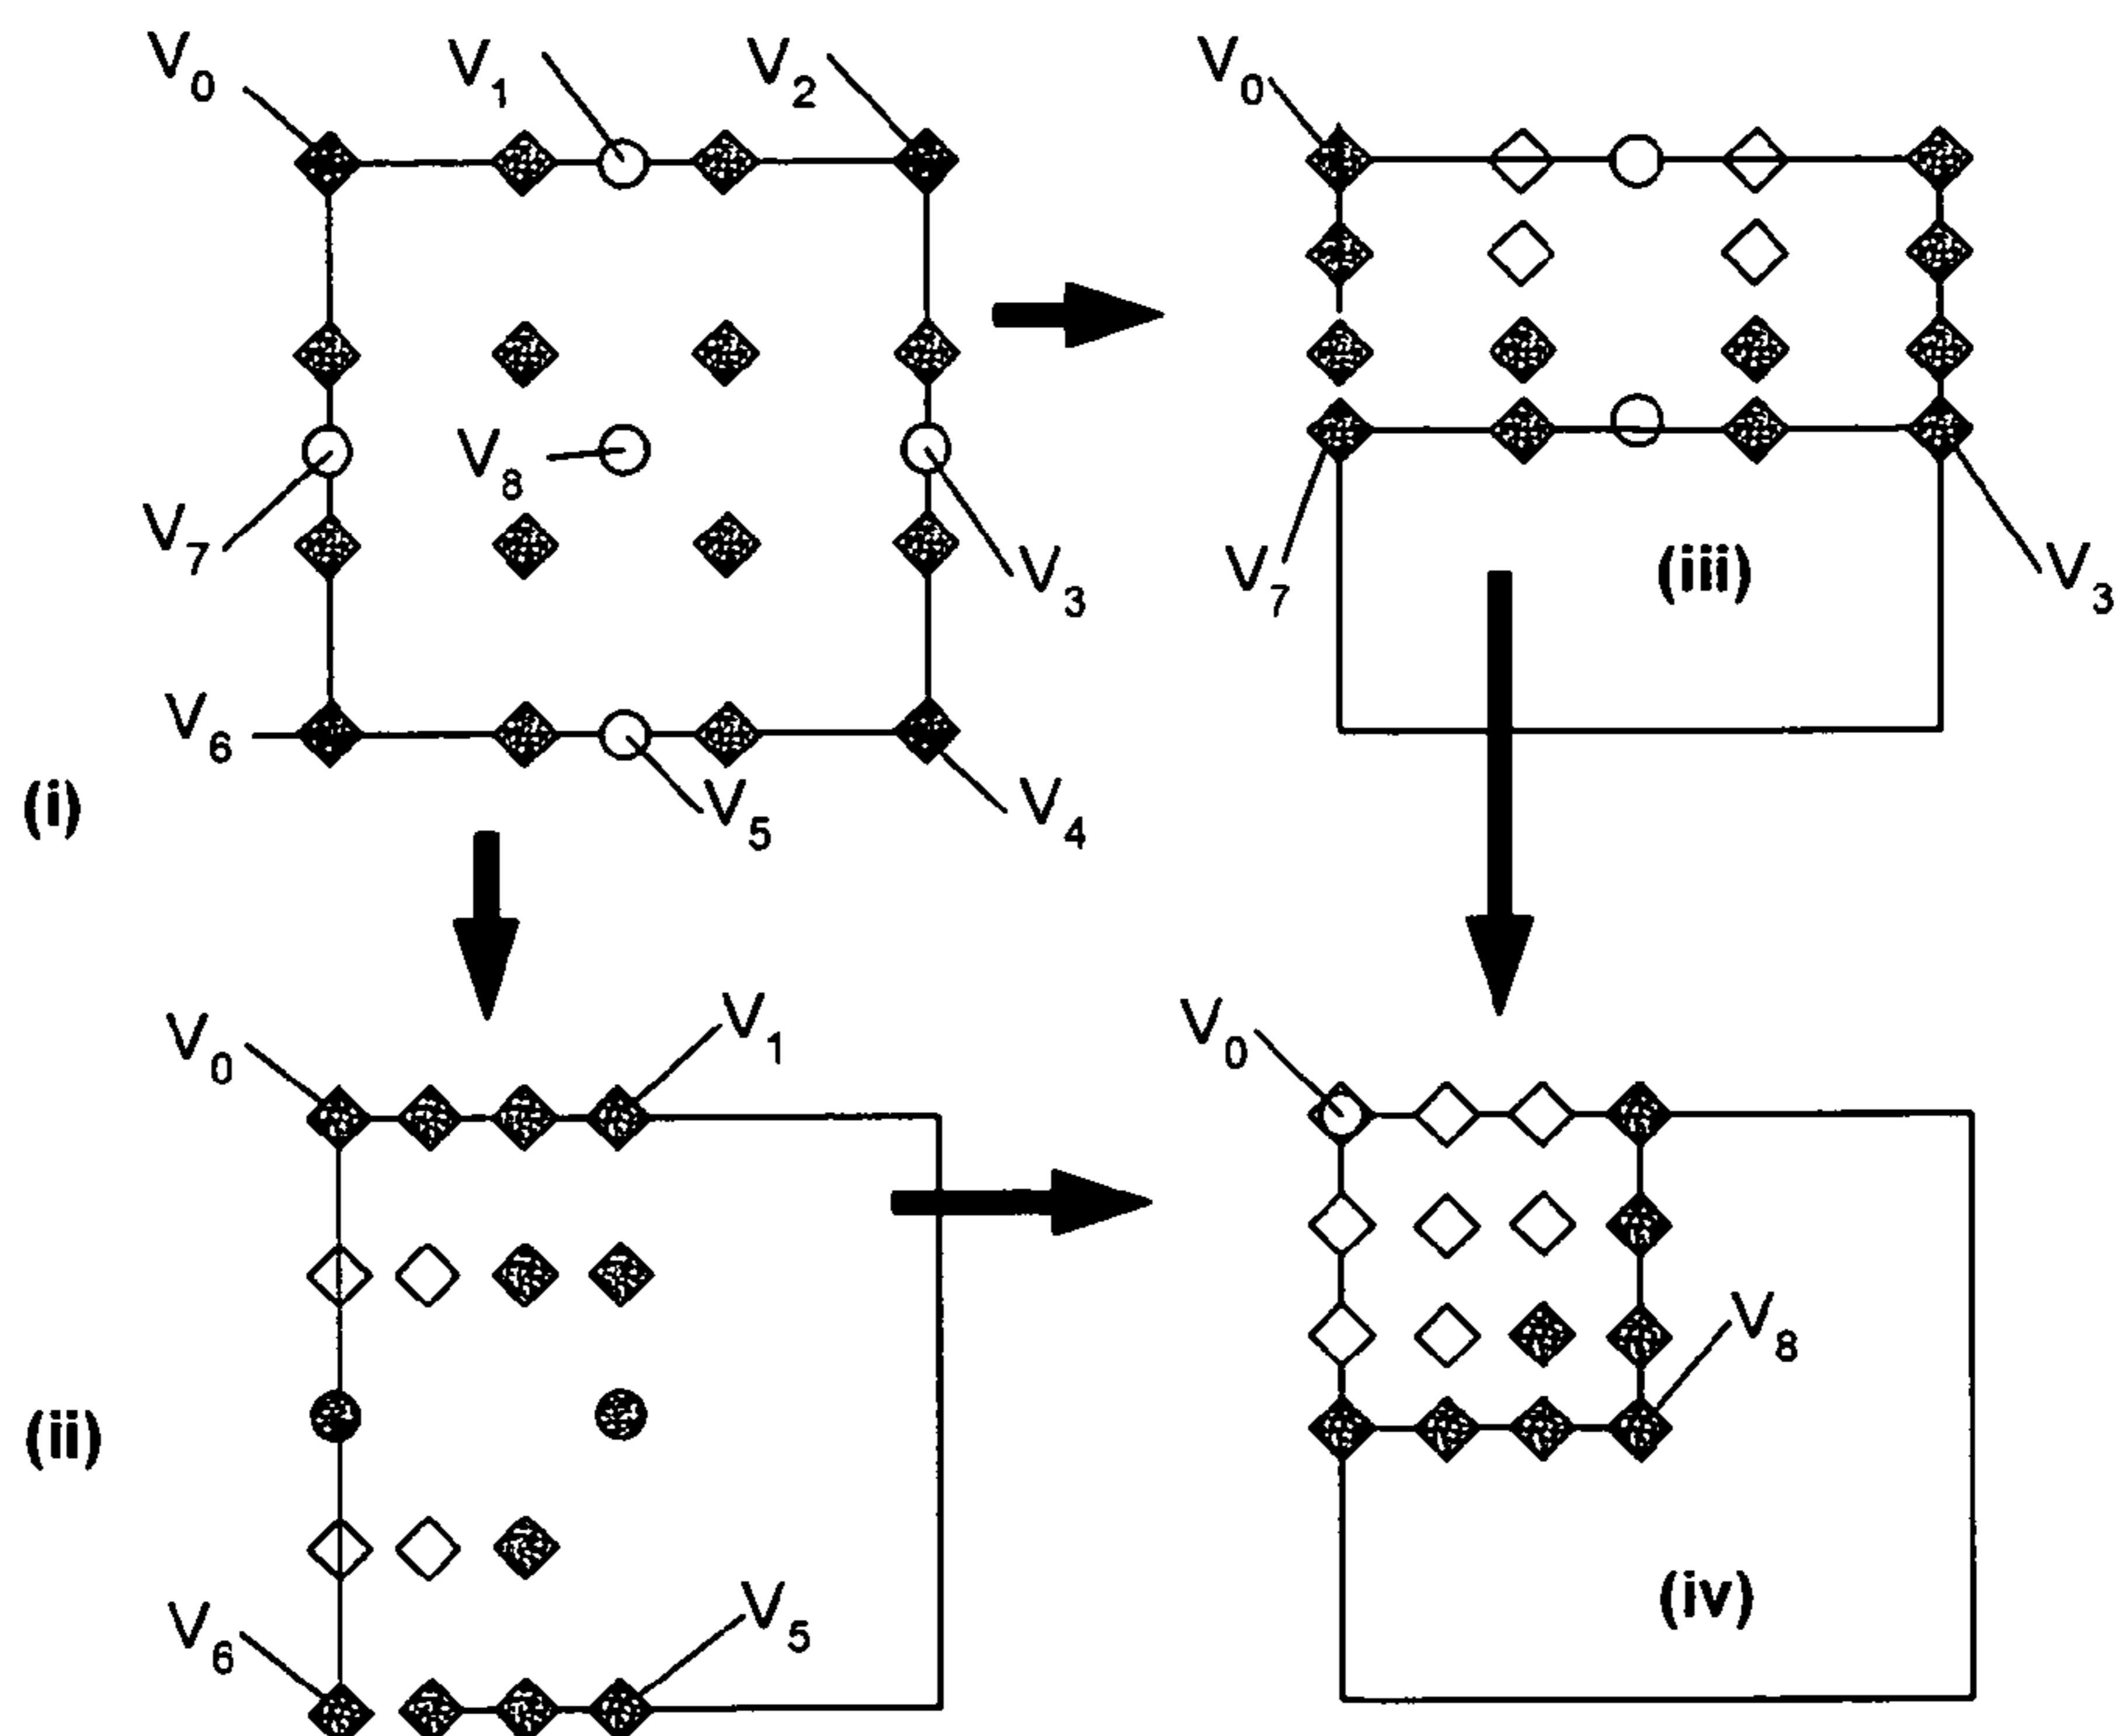 V0 V1 V2
V7 V8 V3
V6 V5 V4
(i)
V0
V7 (iii) V3
V0 V1
(ii)
V6 V5
V0
V8
(iv)